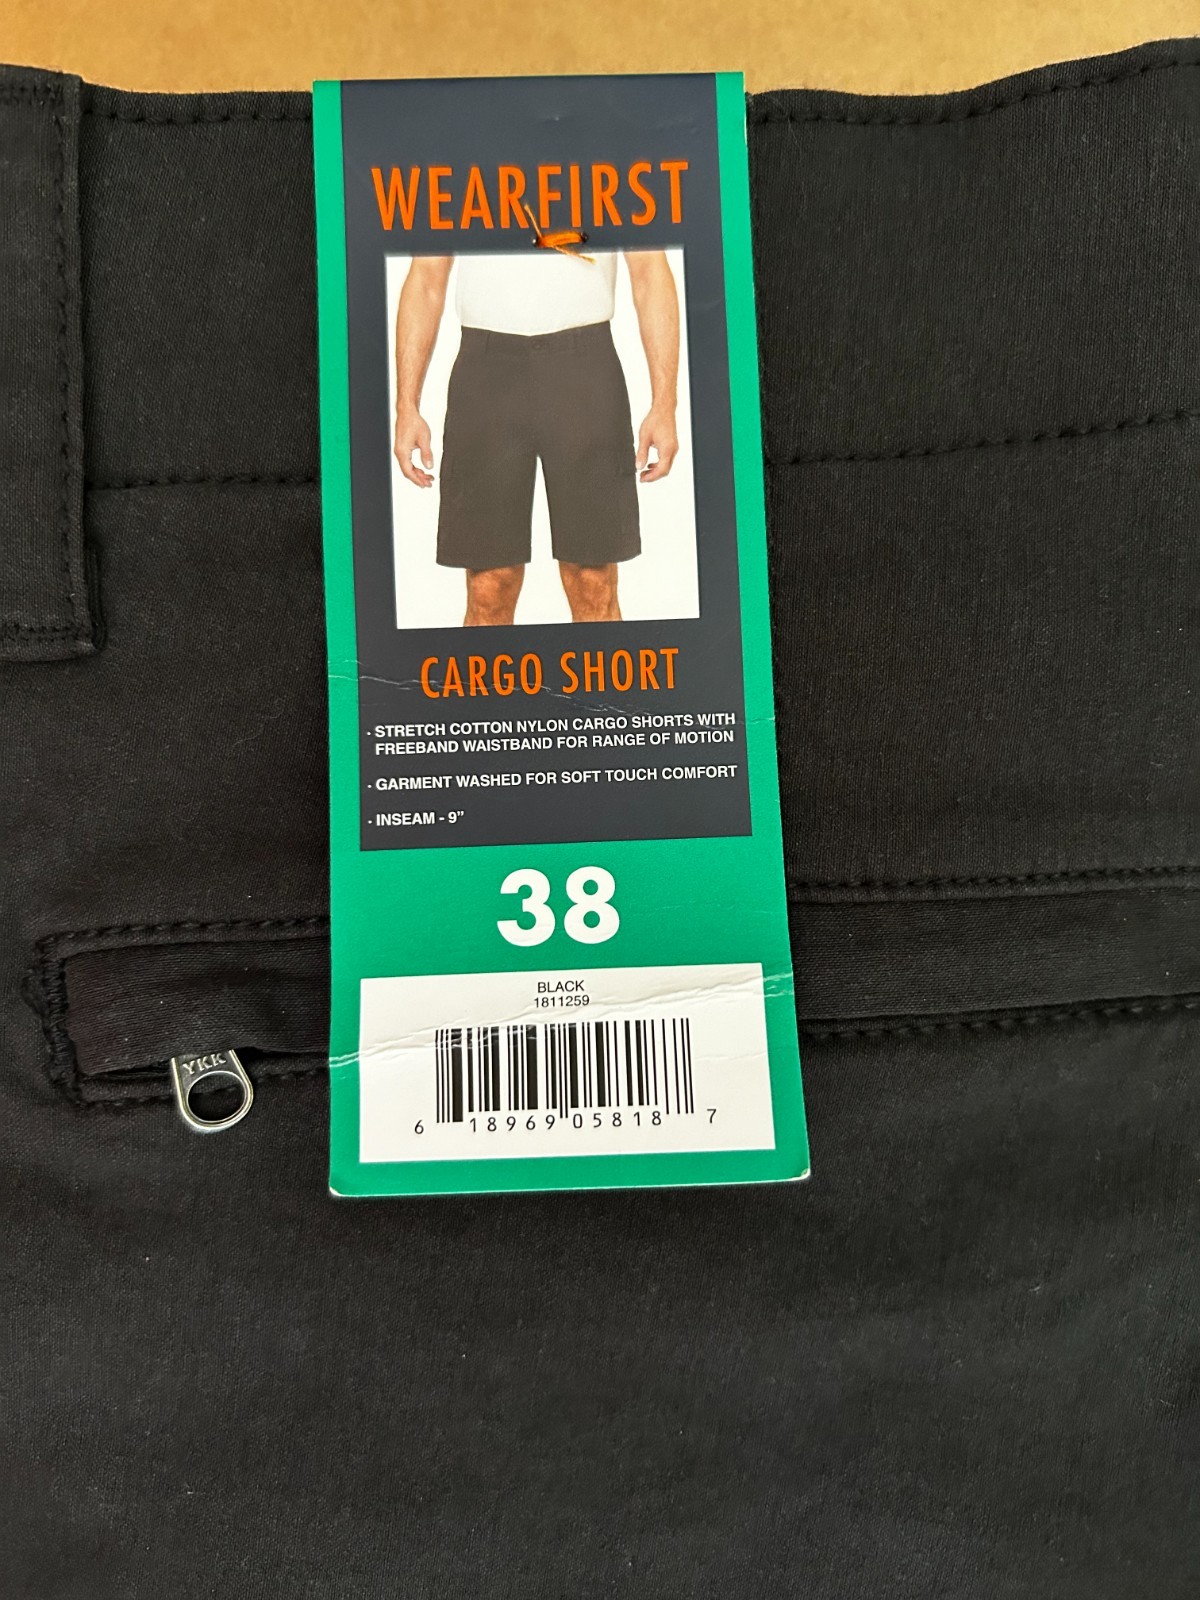 WEARFIRST
CARGO SHORT
· STRETCH COTTON NYLON CARGO SHORTS WITH
FREEBAND WAISTBAND FOR RANGE OF MOTION
· GARMENT WASHED FOR SOFT TOUCH COMFORT
· INSEAM - 9”
38
BLACK
1811259
6 18969 05818 7
YKK